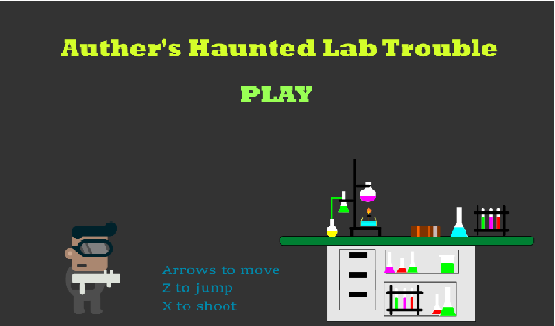 Auther's Haunted Lab Trouble
PLAY
Arrows to move
Z to jump
X to shoot